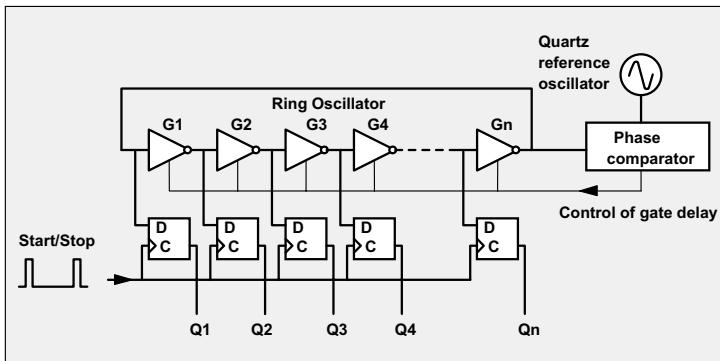 Quartz
reference
oscillator
Ring Oscillator
G1 G2 G3 G4 Gn
Phase
comparator
Control of gate delay
Start/Stop
D D D D D
C C C C C
Q1 Q2 Q3 Q4 Qn